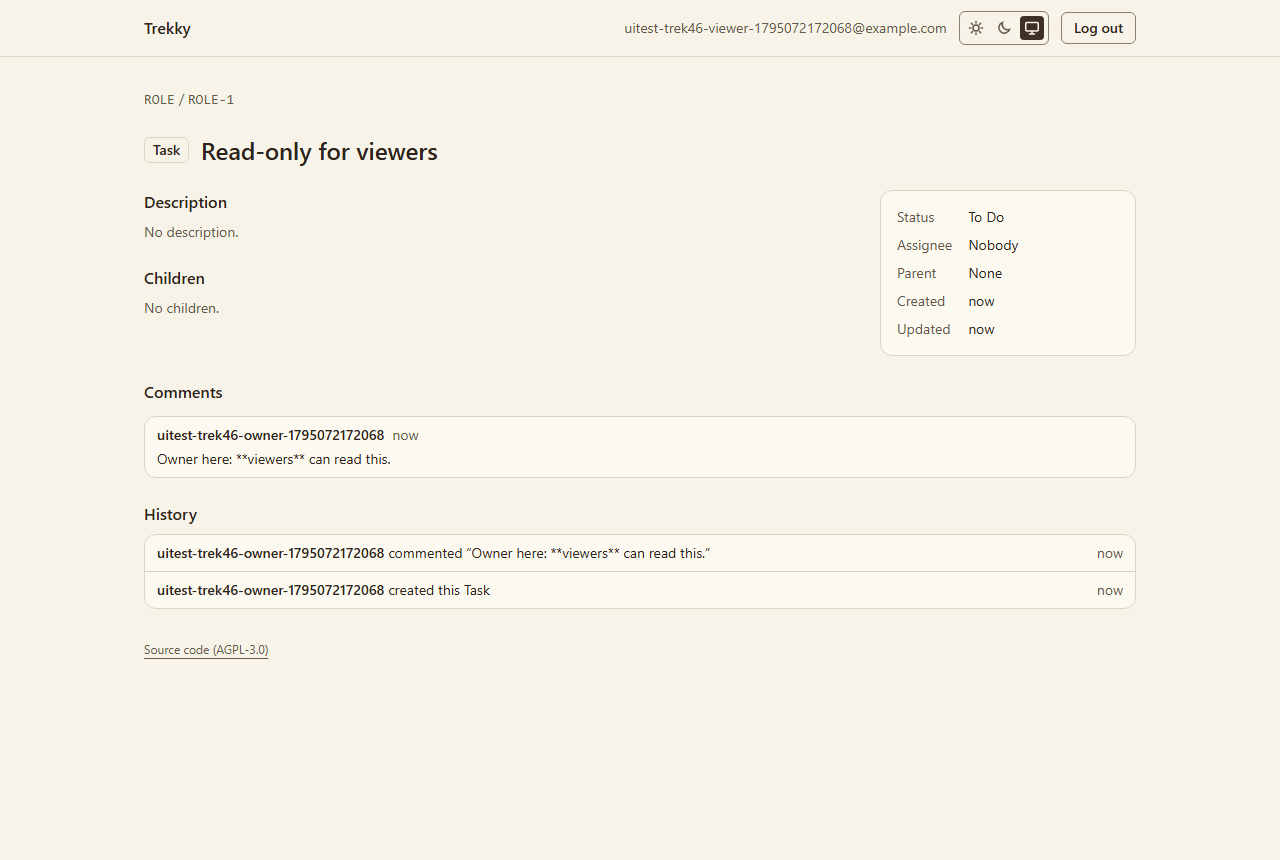 Trekky
uitest-trek46-viewer-1795072172068@example.com
Log out
ROLE / ROLE-1
Task
Read-only for viewers
Description
No description.
Children
No children.
Status To Do
Assignee Nobody
Parent None
Created now
Updated now
Comments
uitest-trek46-owner-1795072172068 now
Owner here: **viewers** can read this.
History
uitest-trek46-owner-1795072172068 commented “Owner here: **viewers** can read this.” now
uitest-trek46-owner-1795072172068 created this Task now
Source code (AGPL-3.0)